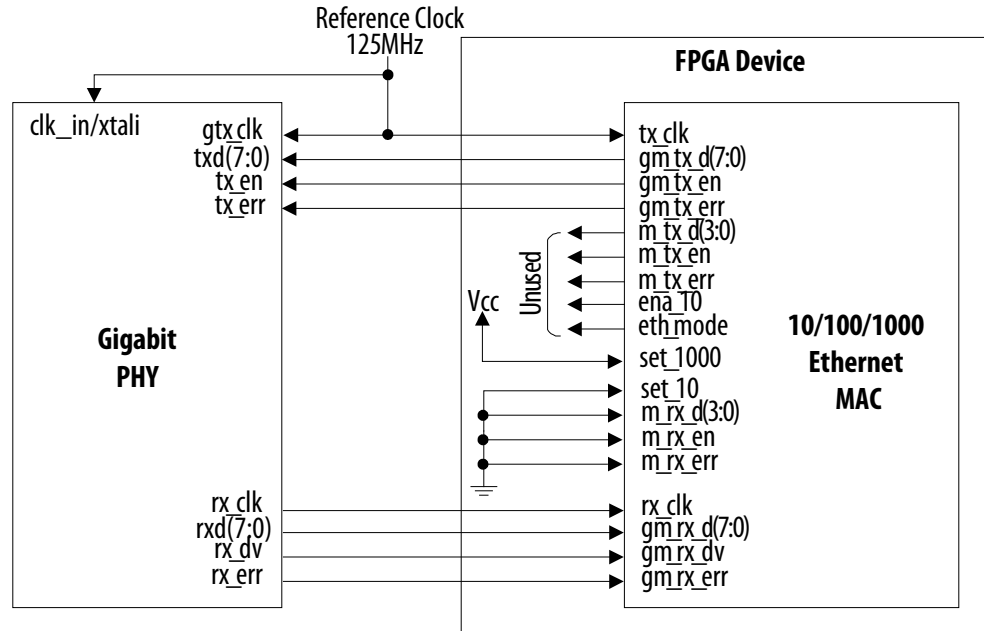 Reference Clock
125MHz
FPGA Device
clk_in/xtali
gtx_clk
txd(7:0)
tx_en
tx_err
Gigabit
PHY
rx_clk
rxd(7:0)
rx_dv
rx_err
Unused
Vcc
tx_clk
gm_tx_d(7:0)
gm_tx_en
gm_tx_err
m_tx_d(3:0)
m_tx_en
m_tx_err
ena_10
eth_mode
set_1000
set_10
m_rx_d(3:0)
m_rx_en
m_rx_err
rx_clk
gm_rx_d(7:0)
gm_rx_dv
gm_rx_err
10/100/1000
Ethernet
MAC